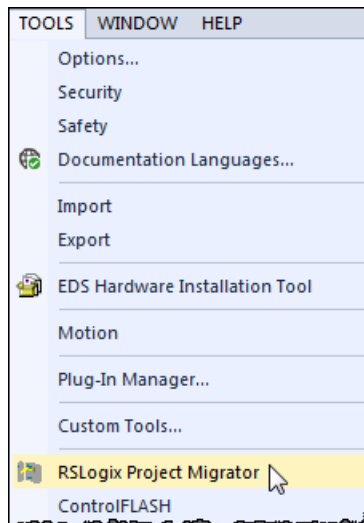 TOOLS WINDOW HELP
Options...
Security
Safety
Documentation Languages...
Import
Export
EDS Hardware Installation Tool
Motion
Plug-In Manager...
Custom Tools...
RSLogix Project Migrator
ControlFLASH